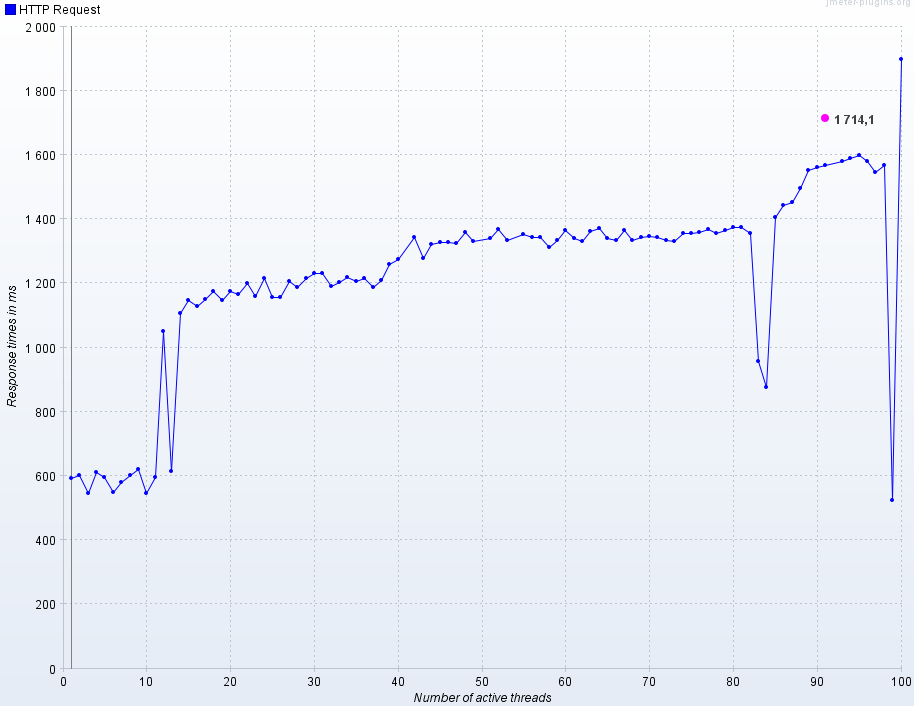 HTTP Request
jmeter-plugins.org
2 000
1 800
1 714,1
1 600
1 400
1 200
1 000
800
600
400
200
0
Response times in ms
0 10 20 30 40 50 60 70 80 90 100
Number of active threads